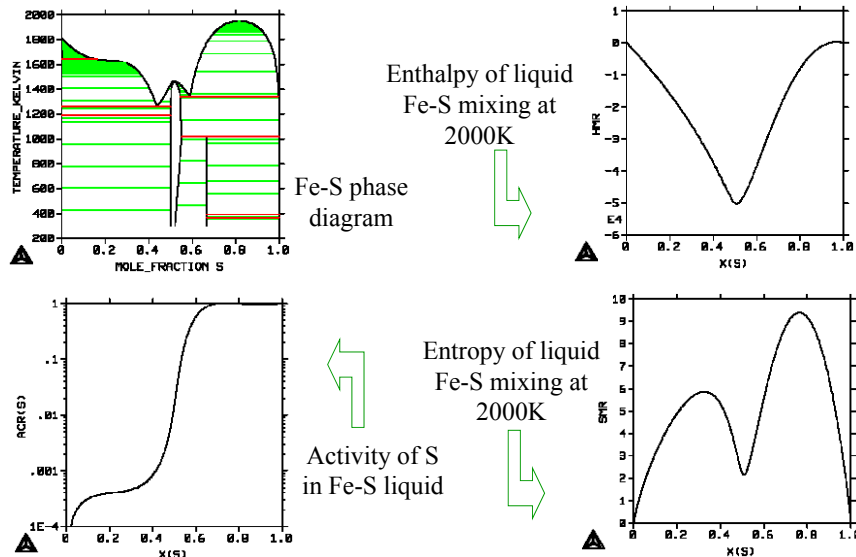 2000
1800
1600
1400
1200
1000
800
600
400
200
TEMPERATURE_KELVIN
0 0.2 0.4 0.6 0.8 1.0
MOLE_FRACTION S
Fe-S phase
diagram
Enthalpy of liquid
Fe-S mixing at
2000K
1
0
-1
-2
-3
-4
-5
E4
-6
HMR
0 0.2 0.4 0.6 0.8 1.0
X(S)
1
.1
.01
.001
1E-4
ACR(S)
0 0.2 0.4 0.6 0.8 1.0
X(S)
Activity of S
in Fe-S liquid
Entropy of liquid
Fe-S mixing at
2000K
10
9
8
7
6
5
4
3
2
1
0
SMR
0 0.2 0.4 0.6 0.8 1.0
X(S)